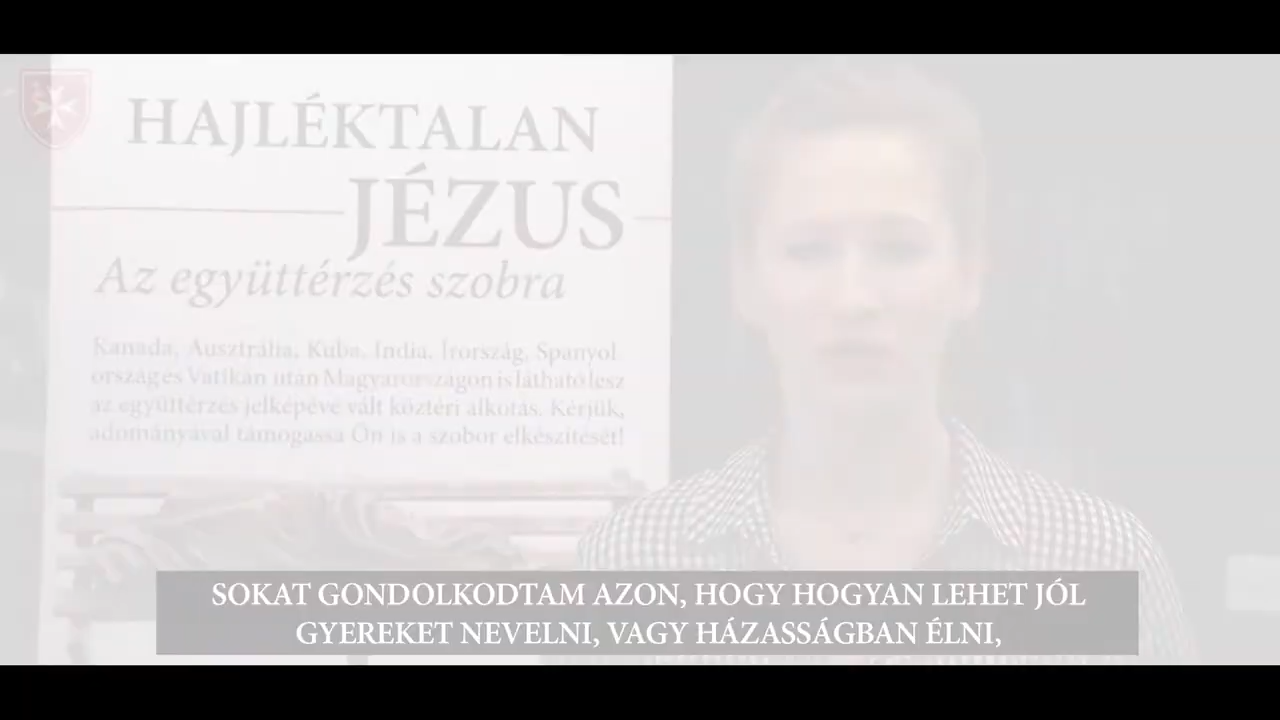 HAJLÉKTALAN
JÉZUS
Az együttérzés szobra
Kanada, Ausztrália, Kuba, India, Írország, Spanyol
ország és Vatikán után Magyarországon is látható lesz
az együttérzés jelképévé vált köztéri alkotás. Kérjük,
adományával támogassa Ön is a szobor elkészítését!
SOKAT GONDOLKODTAM AZON, HOGY HOGYAN LEHET JÓL
GYEREKET NEVELNI, VAGY HÁZASSÁGBAN ÉLNI,